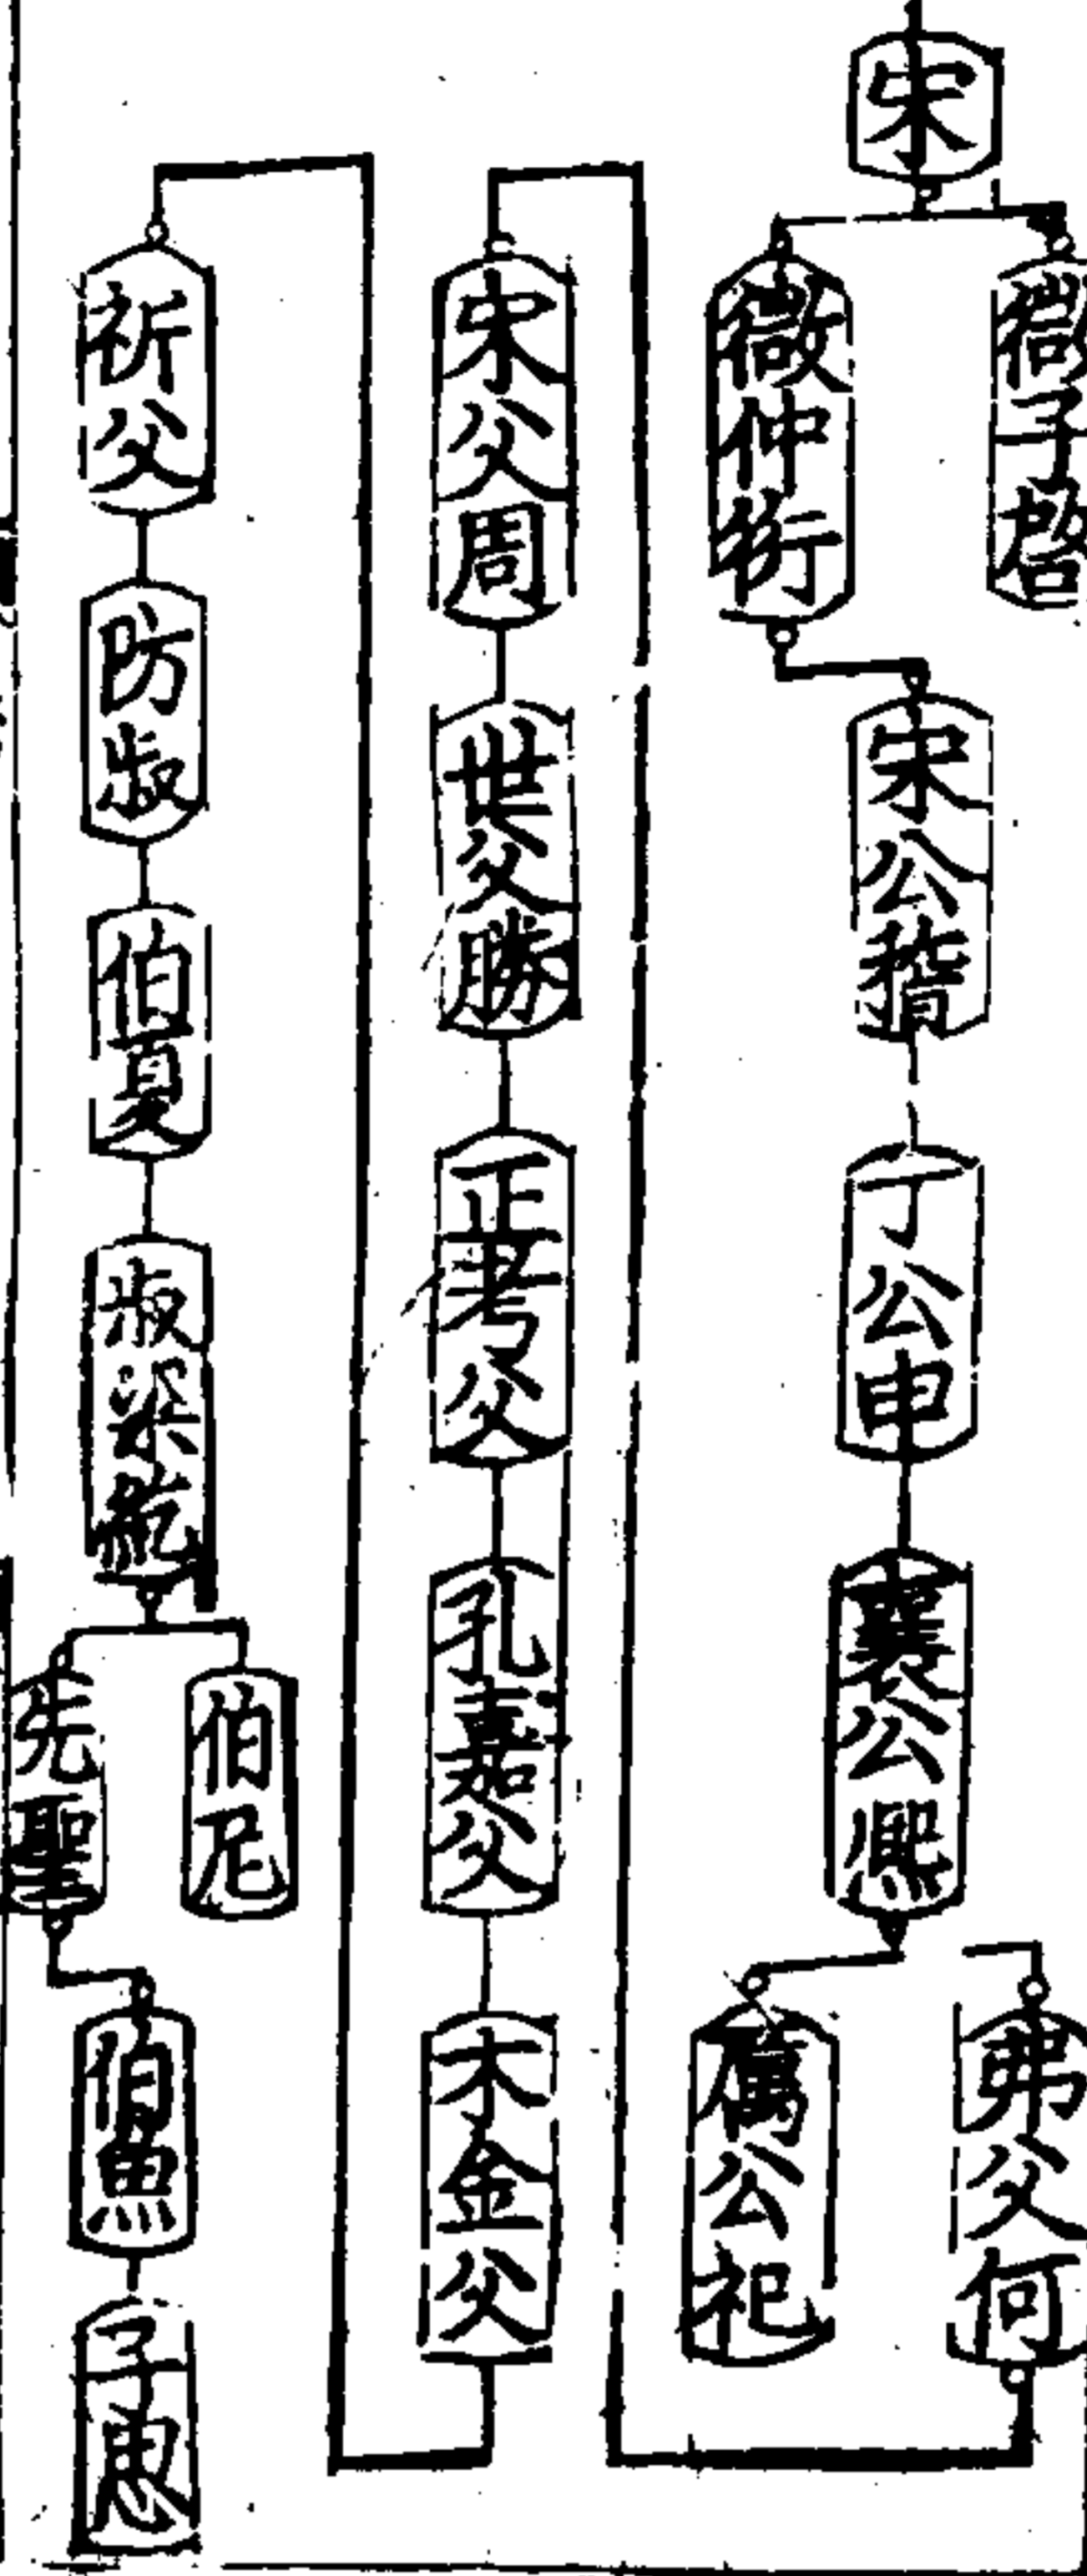 宋
微子啓
微仲衍
宋公稽
丁公申
襄公熙
弗父何
厲公祀
宋父周
世父勝
正考父
孔嘉父
木金父
祈父
防叔
伯夏
叔梁紇
伯尼
先聖
伯魚
子思